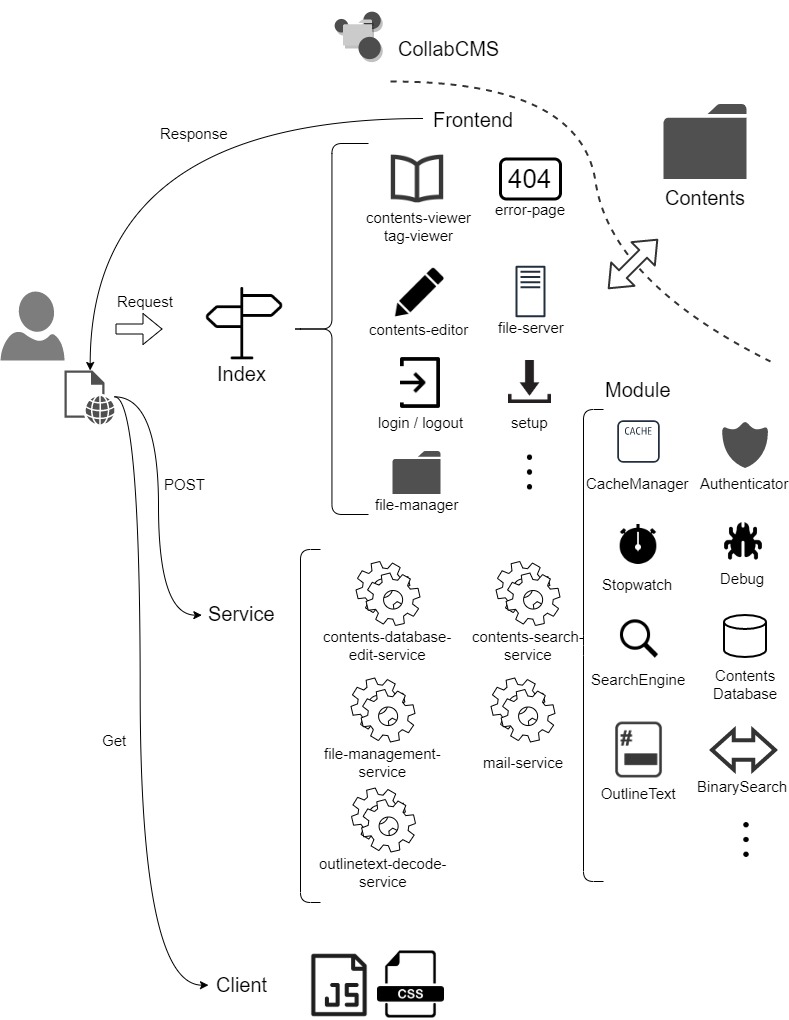 CollabCMS
Response
Frontend
404
contents-viewer
tag-viewer
error-page
Contents
Request
Index
contents-editor
file-server
login / logout
setup
file-manager
Module
CACHE
CacheManager
Authenticator
POST
Stopwatch
Debug
Service
contents-database-
edit-service
contents-search-
service
SearchEngine
Contents
Database
Get
file-management-
service
mail-service
#
OutlineText
BinarySearch
outlinetext-decode-
service
Client
JS
CSS